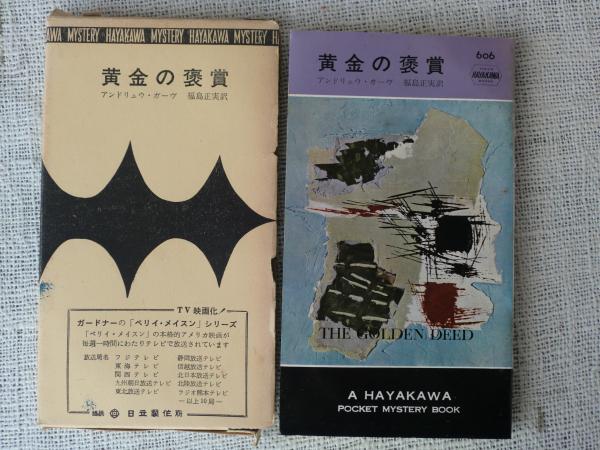 AWA MYSTERY HAYAKAWA MYSTERY HAYAKAWA MYSTERY H
黄金の褒賞
アンドリュウ・ガーヴ 福島正実訳
TV映画化!
ガードナーの「ペリイ・メイスン」シリーズ
「ペリイ・メイスン」の本格的アメリカ映画が
毎週一時間にわたりテレビで放送されています
放送局名 フジテレビ 静岡放送テレビ
東海テレビ 信越放送テレビ
関西テレビ 北日本放送テレビ
九州朝日放送テレビ 北陸放送テレビ
東北放送テレビ ラジオ熊本テレビ
―以上10局―
提供 日立製作所
黄金の褒賞
606
アンドリュウ・ガーヴ 福島正実訳
HAYAKAWA
THE GOLDEN DEED
A HAYAKAWA
POCKET MYSTERY BOOK